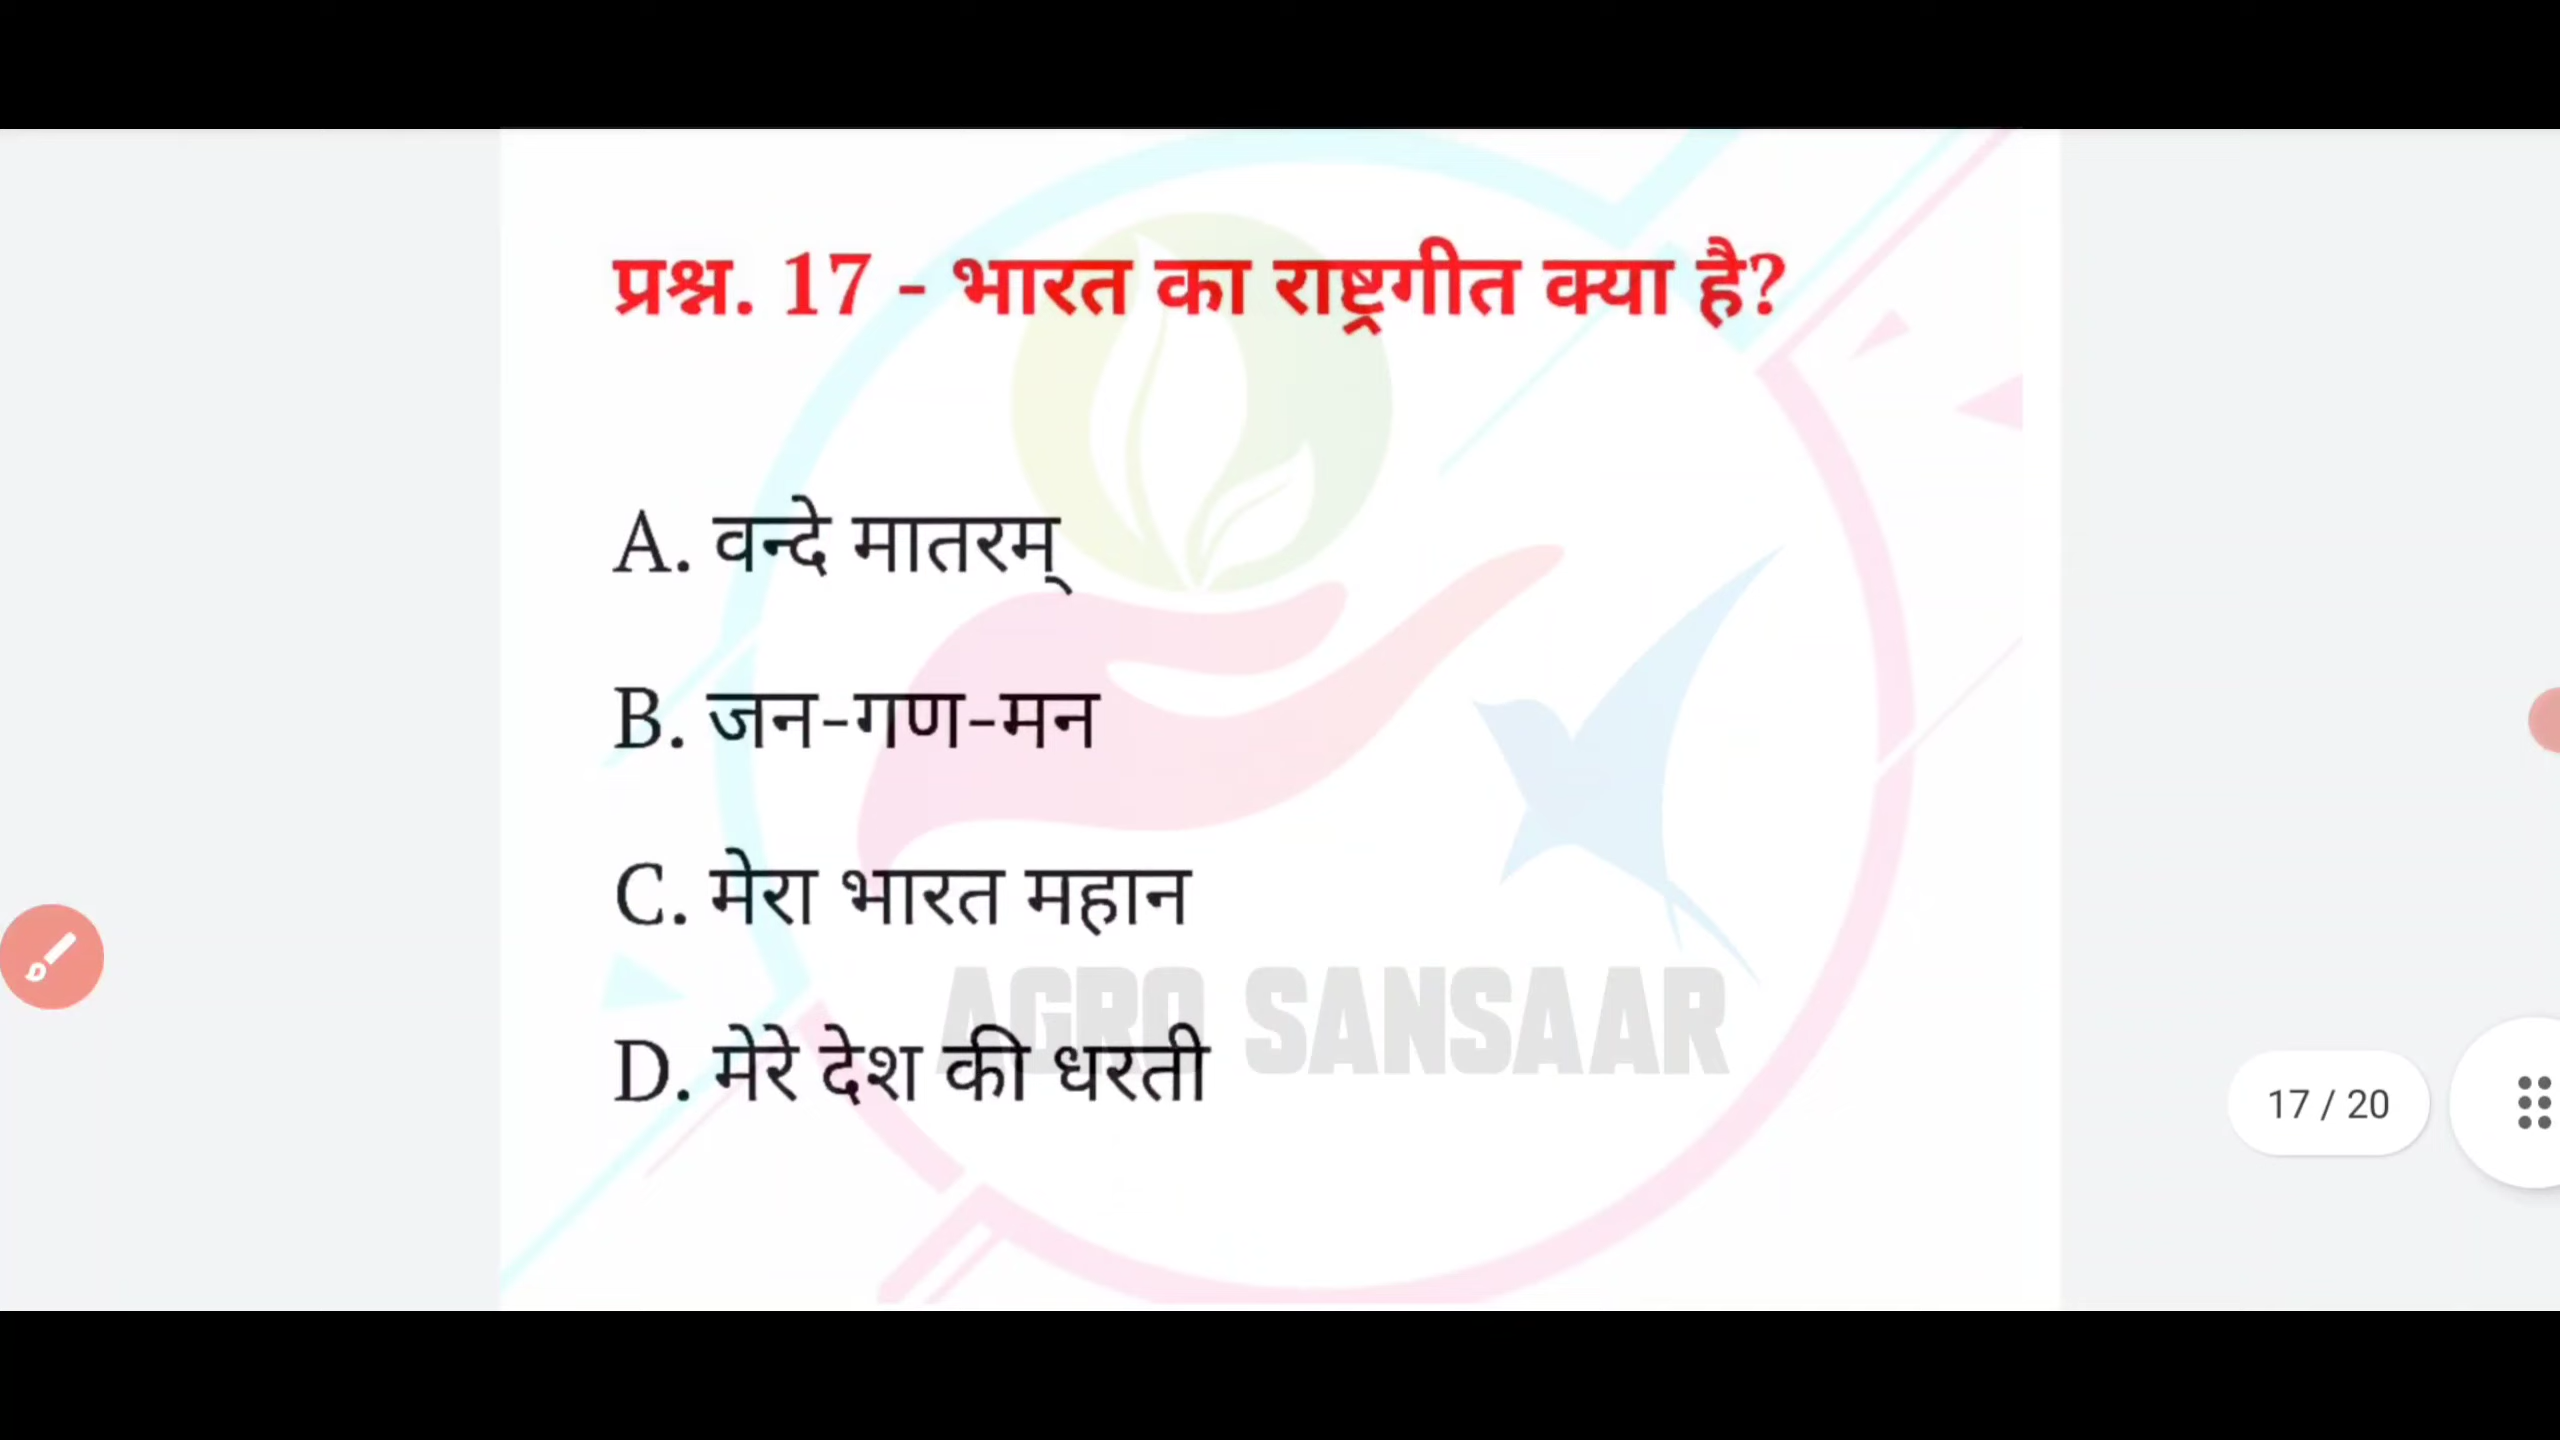 प्रश्न. 17 - भारत का राष्ट्रगीत क्या है?
A. वन्दे मातरम्
B. जन-गण-मन
C. मेरा भारत महान
AGRO SANSAAR
D. मेरे देश की धरती
17 / 20